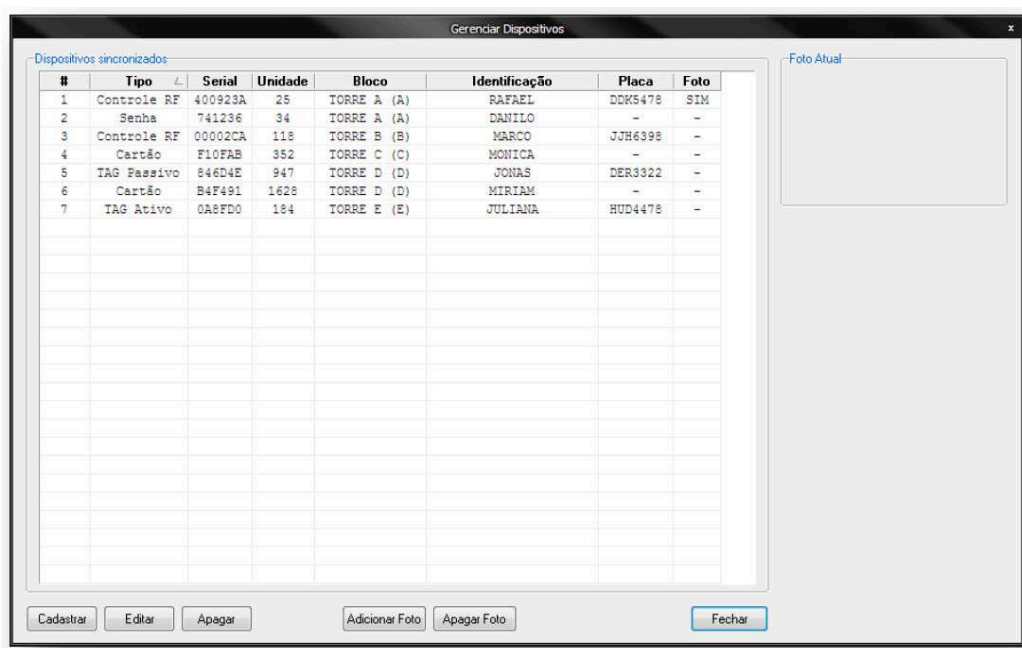 Gerenciar Dispositivos x
Dispositivos sincronizados Foto Atual
# Tipo Serial Unidade Bloco Identificação Placa Foto
1 Controle RF 400923A 25 TORRE A (A) RAFAEL DDK5478 SIM
2 Senha 741236 34 TORRE A (A) DANILO - -
3 Controle RF 00002CA 118 TORRE B (B) MARCO JJH6398 -
4 Cartão F10FAB 352 TORRE C (C) MONICA - -
5 TAG Passivo 846D4E 947 TORRE D (D) JONAS DER3322 -
6 Cartão B4F491 1628 TORRE D (D) MIRIAM - -
7 TAG Ativo 0A8FD0 184 TORRE E (E) JULIANA HUD4478 -
Cadastrar Editar Apagar Adicionar Foto Apagar Foto Fechar